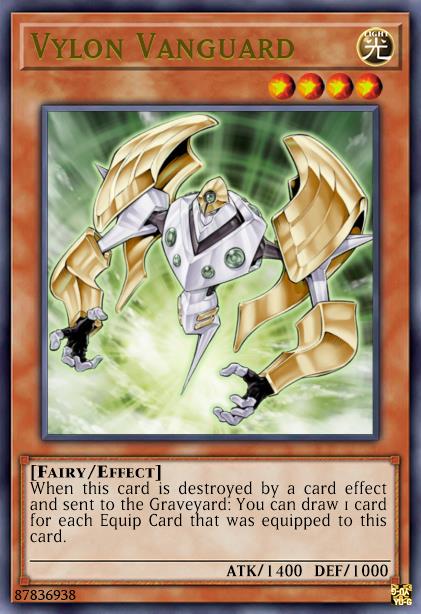 Vylon Vanguard
LIGHT
光
[Fairy/Effect]
When this card is destroyed by a card effect
and sent to the Graveyard: You can draw 1 card
for each Equip Card that was equipped to this
card.
ATK/1400 DEF/1000
87836938